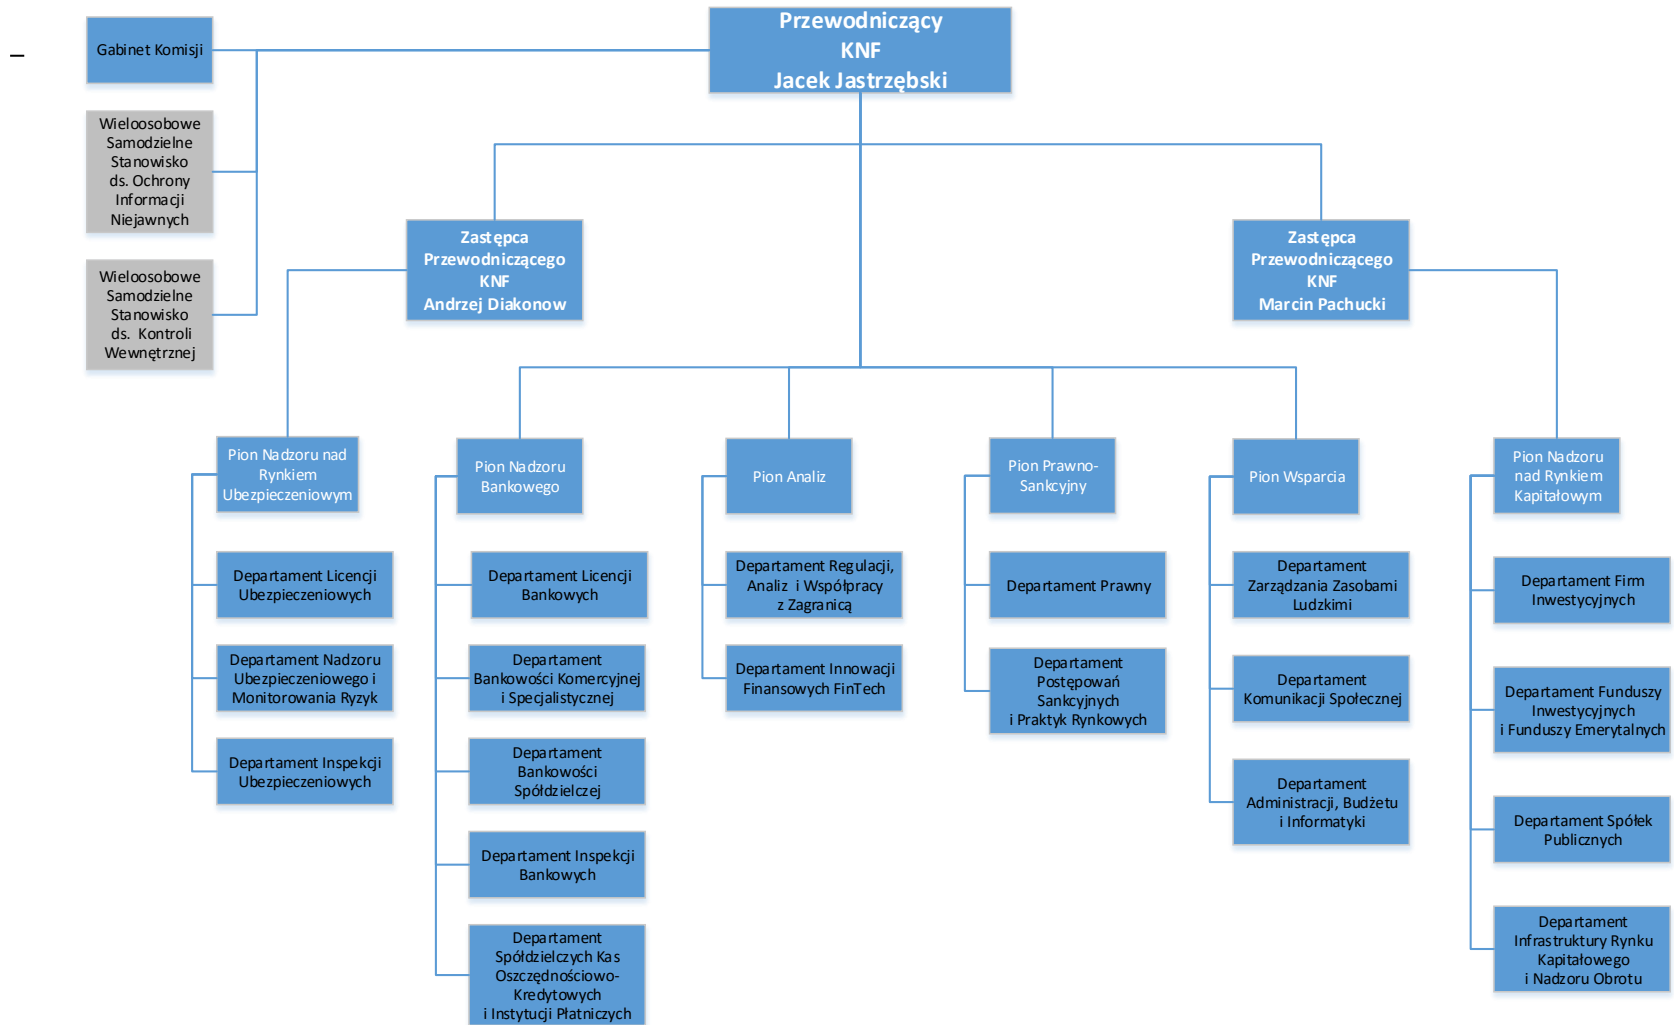 Przewodniczący
KNF
Jacek Jastrzębski
Gabinet Komisji
–
Wieloosobowe
Samodzielne
Stanowisko
ds. Ochrony
Informacji
Niejawnych
Wieloosobowe
Samodzielne
Stanowisko
ds. Kontroli
Wewnętrznej
Zastępca
Przewodniczącego
KNF
Andrzej Diakonow
Zastępca
Przewodniczącego
KNF
Marcin Pachucki
Pion Nadzoru nad
Rynkiem
Ubezpieczeniowym
Departament Licencji
Ubezpieczeniowych
Departament Nadzoru
Ubezpieczeniowego i
Monitorowania Ryzyk
Departament Inspekcji
Ubezpieczeniowych
Pion Nadzoru
Bankowego
Departament Licencji
Bankowych
Departament
Bankowości Komercyjnej
i Specjalistycznej
Departament
Bankowości
Spółdzielczej
Departament Inspekcji
Bankowych
Departament
Spółdzielczych Kas
Oszczędnościowo-
Kredytowych
i Instytucji Płatniczych
Pion Analiz
Departament Regulacji,
Analiz i Współpracy
z Zagranicą
Departament Innowacji
Finansowych FinTech
Pion Prawno-
Sankcyjny
Departament Prawny
Departament
Postępowań
Sankcyjnych
i Praktyk Rynkowych
Pion Wsparcia
Departament
Zarządzania Zasobami
Ludzkimi
Departament
Komunikacji Społecznej
Departament
Administracji, Budżetu
i Informatyki
Pion Nadzoru
nad Rynkiem
Kapitałowym
Departament Firm
Inwestycyjnych
Departament Funduszy
Inwestycyjnych
i Funduszy Emerytalnych
Departament Spółek
Publicznych
Departament
Infrastruktury Rynku
Kapitałowego
i Nadzoru Obrotu